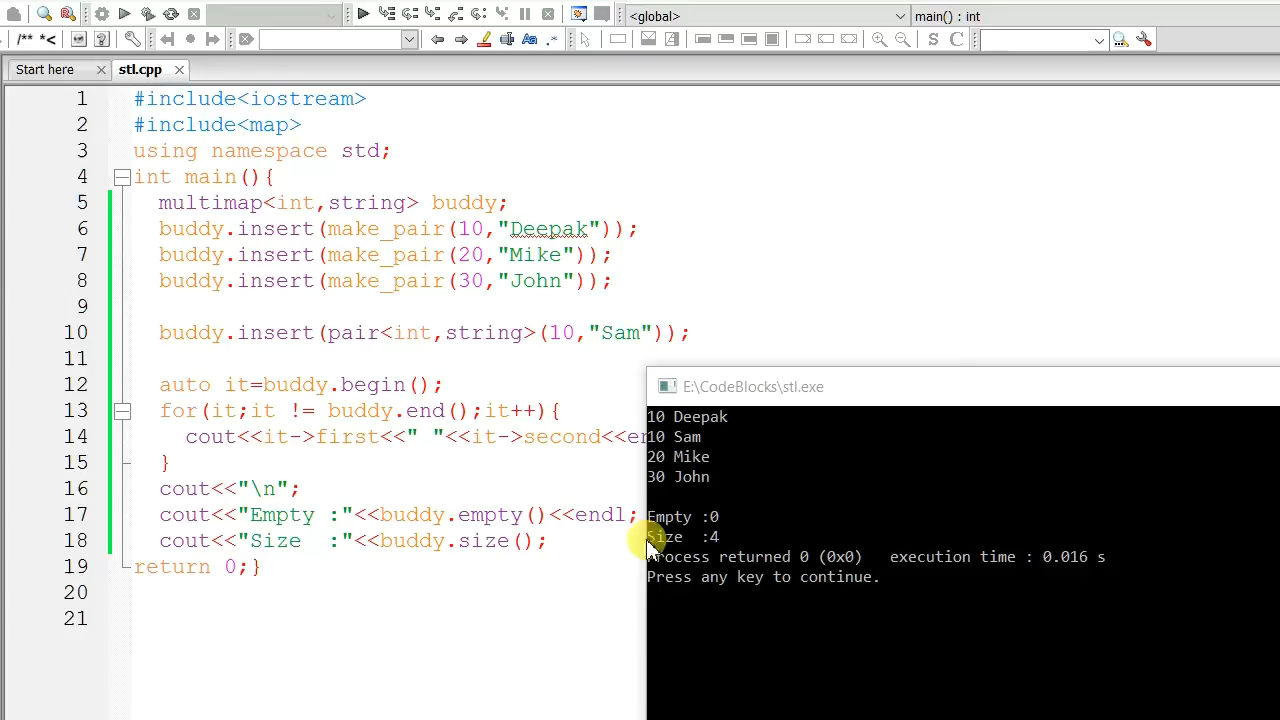 /** *<
<global>
main() : int
Aa
.*
S
C
Start here
stl.cpp
1 #include<iostream>
2 #include<map>
3 using namespace std;
4 int main(){
5 multimap<int,string> buddy;
6 buddy.insert(make_pair(10,"Deepak"));
7 buddy.insert(make_pair(20,"Mike"));
8 buddy.insert(make_pair(30,"John"));
9
10 buddy.insert(pair<int,string>(10,"Sam"));
11
12 auto it=buddy.begin();
13 for(it;it != buddy.end();it++){
14 cout<<it->first<<" "<<it->second<<en
15 }
16 cout<<"\n";
17 cout<<"Empty :"<<buddy.empty()<<endl;
18 cout<<"Size  :"<<buddy.size();
19 return 0;}
20
21
E:\CodeBlocks\stl.exe
10 Deepak
10 Sam
20 Mike
30 John
Empty :0
Size  :4
Process returned 0 (0x0)   execution time : 0.016 s
Press any key to continue.